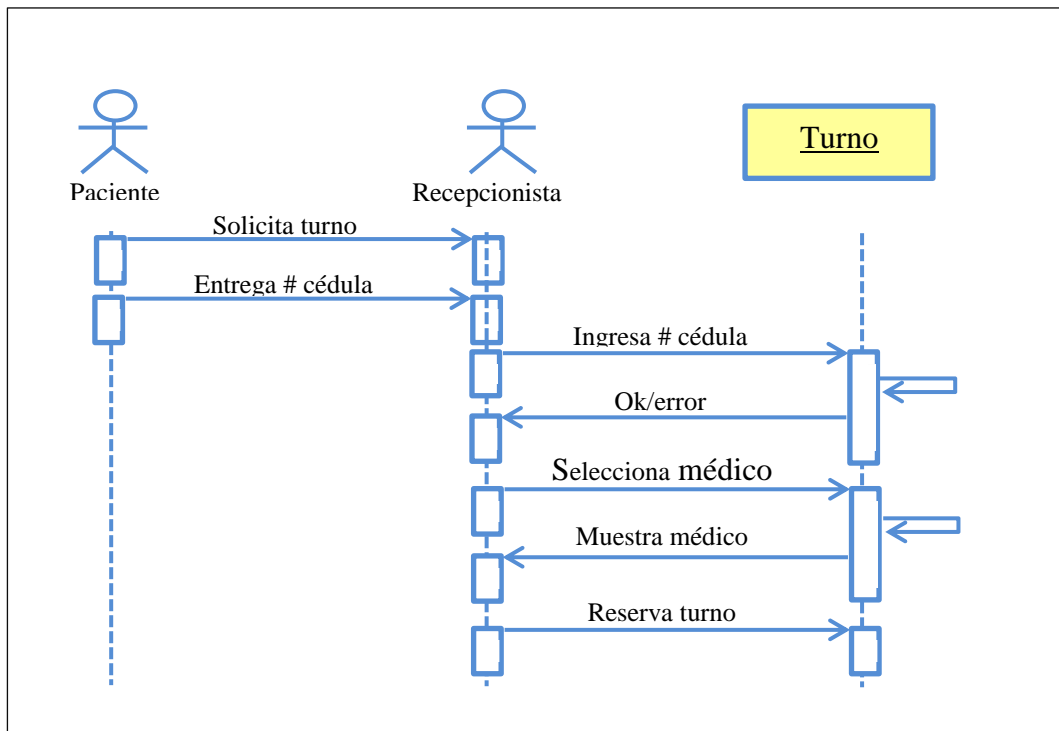 Turno
Paciente
Recepcionista
Solicita turno
Entrega # cédula
Ingresa # cédula
Ok/error
Selecciona médico
Muestra médico
Reserva turno